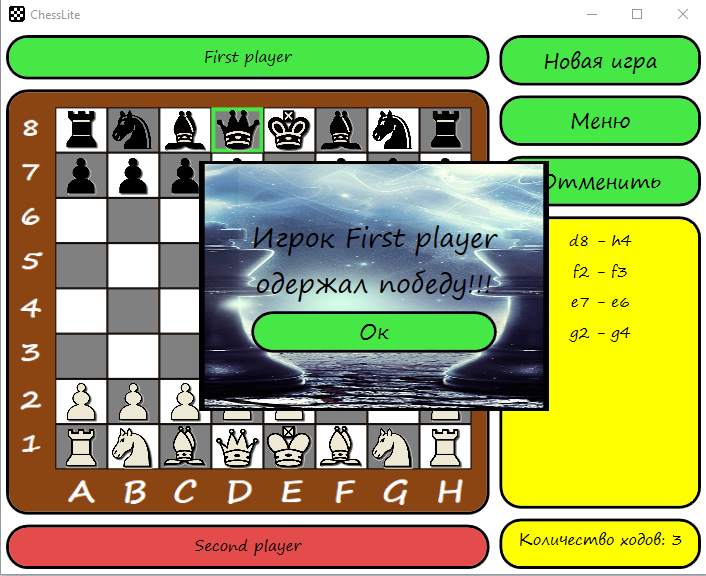 ChessLite
First player
Новая игра
Меню
Отменить
8
7
6
5
4
3
2
1
A B C D E F G H
Игрок First player
одержал победу!!!
Ок
d8 - h4
f2 - f3
e7 - e6
g2 - g4
Second player
Количество ходов: 3